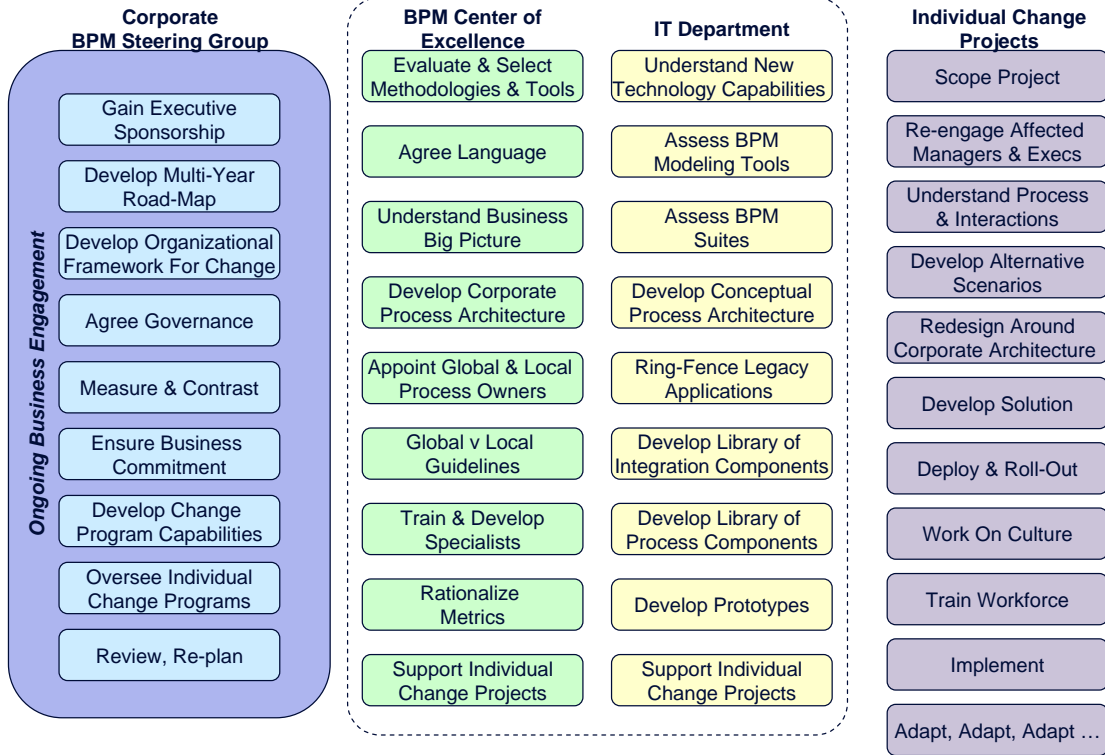 Corporate
BPM Steering Group
Ongoing Business Engagement
Gain Executive
Sponsorship
Develop Multi-Year
Road-Map
Develop Organizational
Framework For Change
Agree Governance
Measure & Contrast
Ensure Business
Commitment
Develop Change
Program Capabilities
Oversee Individual
Change Programs
Review, Re-plan
BPM Center of
Excellence
Evaluate & Select
Methodologies & Tools
Agree Language
Understand Business
Big Picture
Develop Corporate
Process Architecture
Appoint Global & Local
Process Owners
Global v Local
Guidelines
Train & Develop
Specialists
Rationalize
Metrics
Support Individual
Change Projects
IT Department
Understand New
Technology Capabilities
Assess BPM
Modeling Tools
Assess BPM
Suites
Develop Conceptual
Process Architecture
Ring-Fence Legacy
Applications
Develop Library of
Integration Components
Develop Library of
Process Components
Develop Prototypes
Support Individual
Change Projects
Individual Change
Projects
Scope Project
Re-engage Affected
Managers & Execs
Understand Process
& Interactions
Develop Alternative
Scenarios
Redesign Around
Corporate Architecture
Develop Solution
Deploy & Roll-Out
Work On Culture
Train Workforce
Implement
Adapt, Adapt, Adapt …